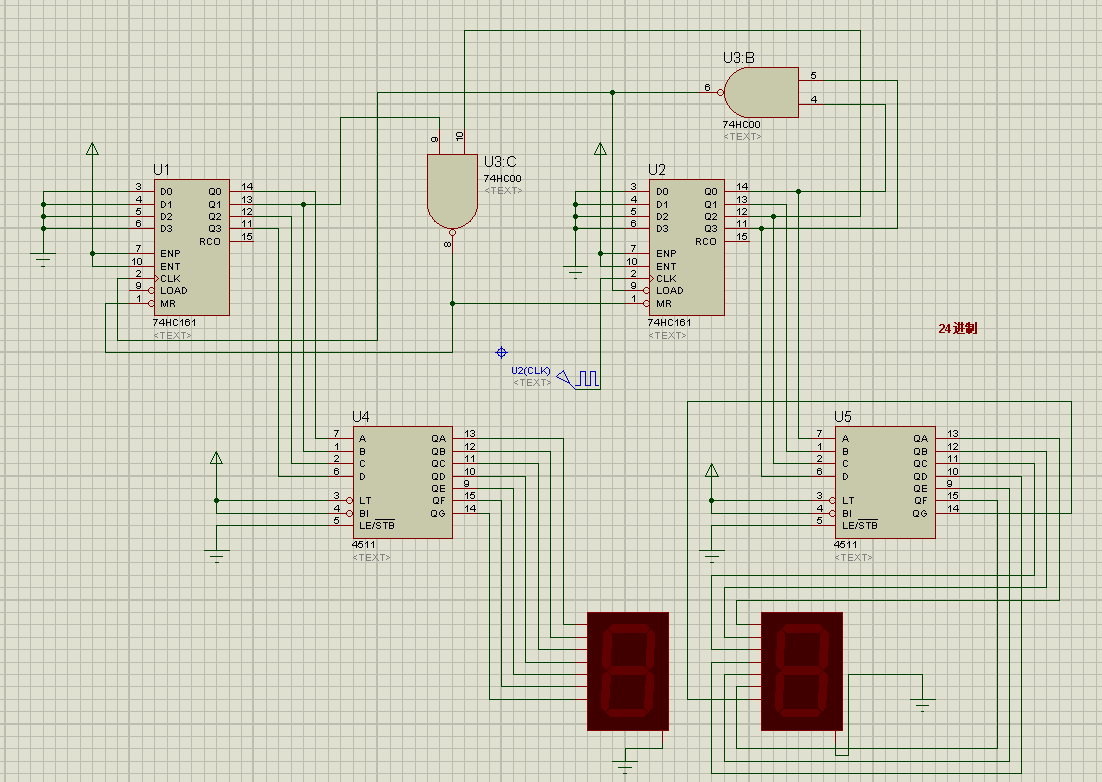 U3:B
6
5
4
74HC00
<TEXT>
9
10
U3:C
74HC00
<TEXT>
8
U1
3 D0 Q0 14
4 D1 Q1 13
5 D2 Q2 12
6 D3 Q3 11
RCO 15
7 ENP
10 ENT
2 CLK
9 LOAD
1 MR
74HC161
<TEXT>
U2
3 D0 Q0 14
4 D1 Q1 13
5 D2 Q2 12
6 D3 Q3 11
RCO 15
7 ENP
10 ENT
2 CLK
9 LOAD
1 MR
74HC161
<TEXT>
24进制
U2(CLK)
<TEXT>
U4
7 A QA 13
1 B QB 12
2 C QC 11
6 D QD 10
QE 9
3 LT QF 15
4 BI QG 14
5 LE/STB
4511
<TEXT>
U5
7 A QA 13
1 B QB 12
2 C QC 11
6 D QD 10
QE 9
3 LT QF 15
4 BI QG 14
5 LE/STB
4511
<TEXT>